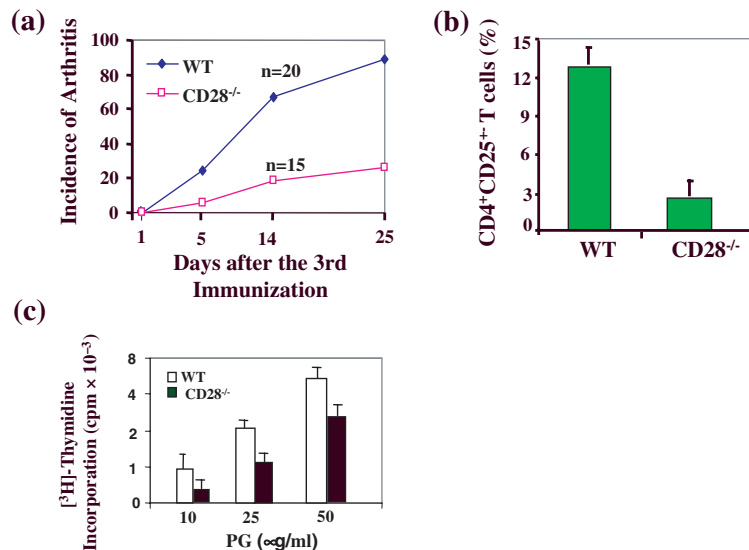 (a)
Incidence of Arthritis
100
80
60
40
20
0
WT
CD28⁻/⁻
n=20
n=15
1 5 14 25
Days after the 3rd
Immunization
(b)
CD4⁺CD25⁺ T cells (%)
15
12
9
6
3
0
WT CD28⁻/⁻
(c)
[³H]-Thymidine
Incorporation (cpm × 10⁻³)
8
4
2
1
0
WT
CD28⁻/⁻
10 25 50
PG (∝g/ml)